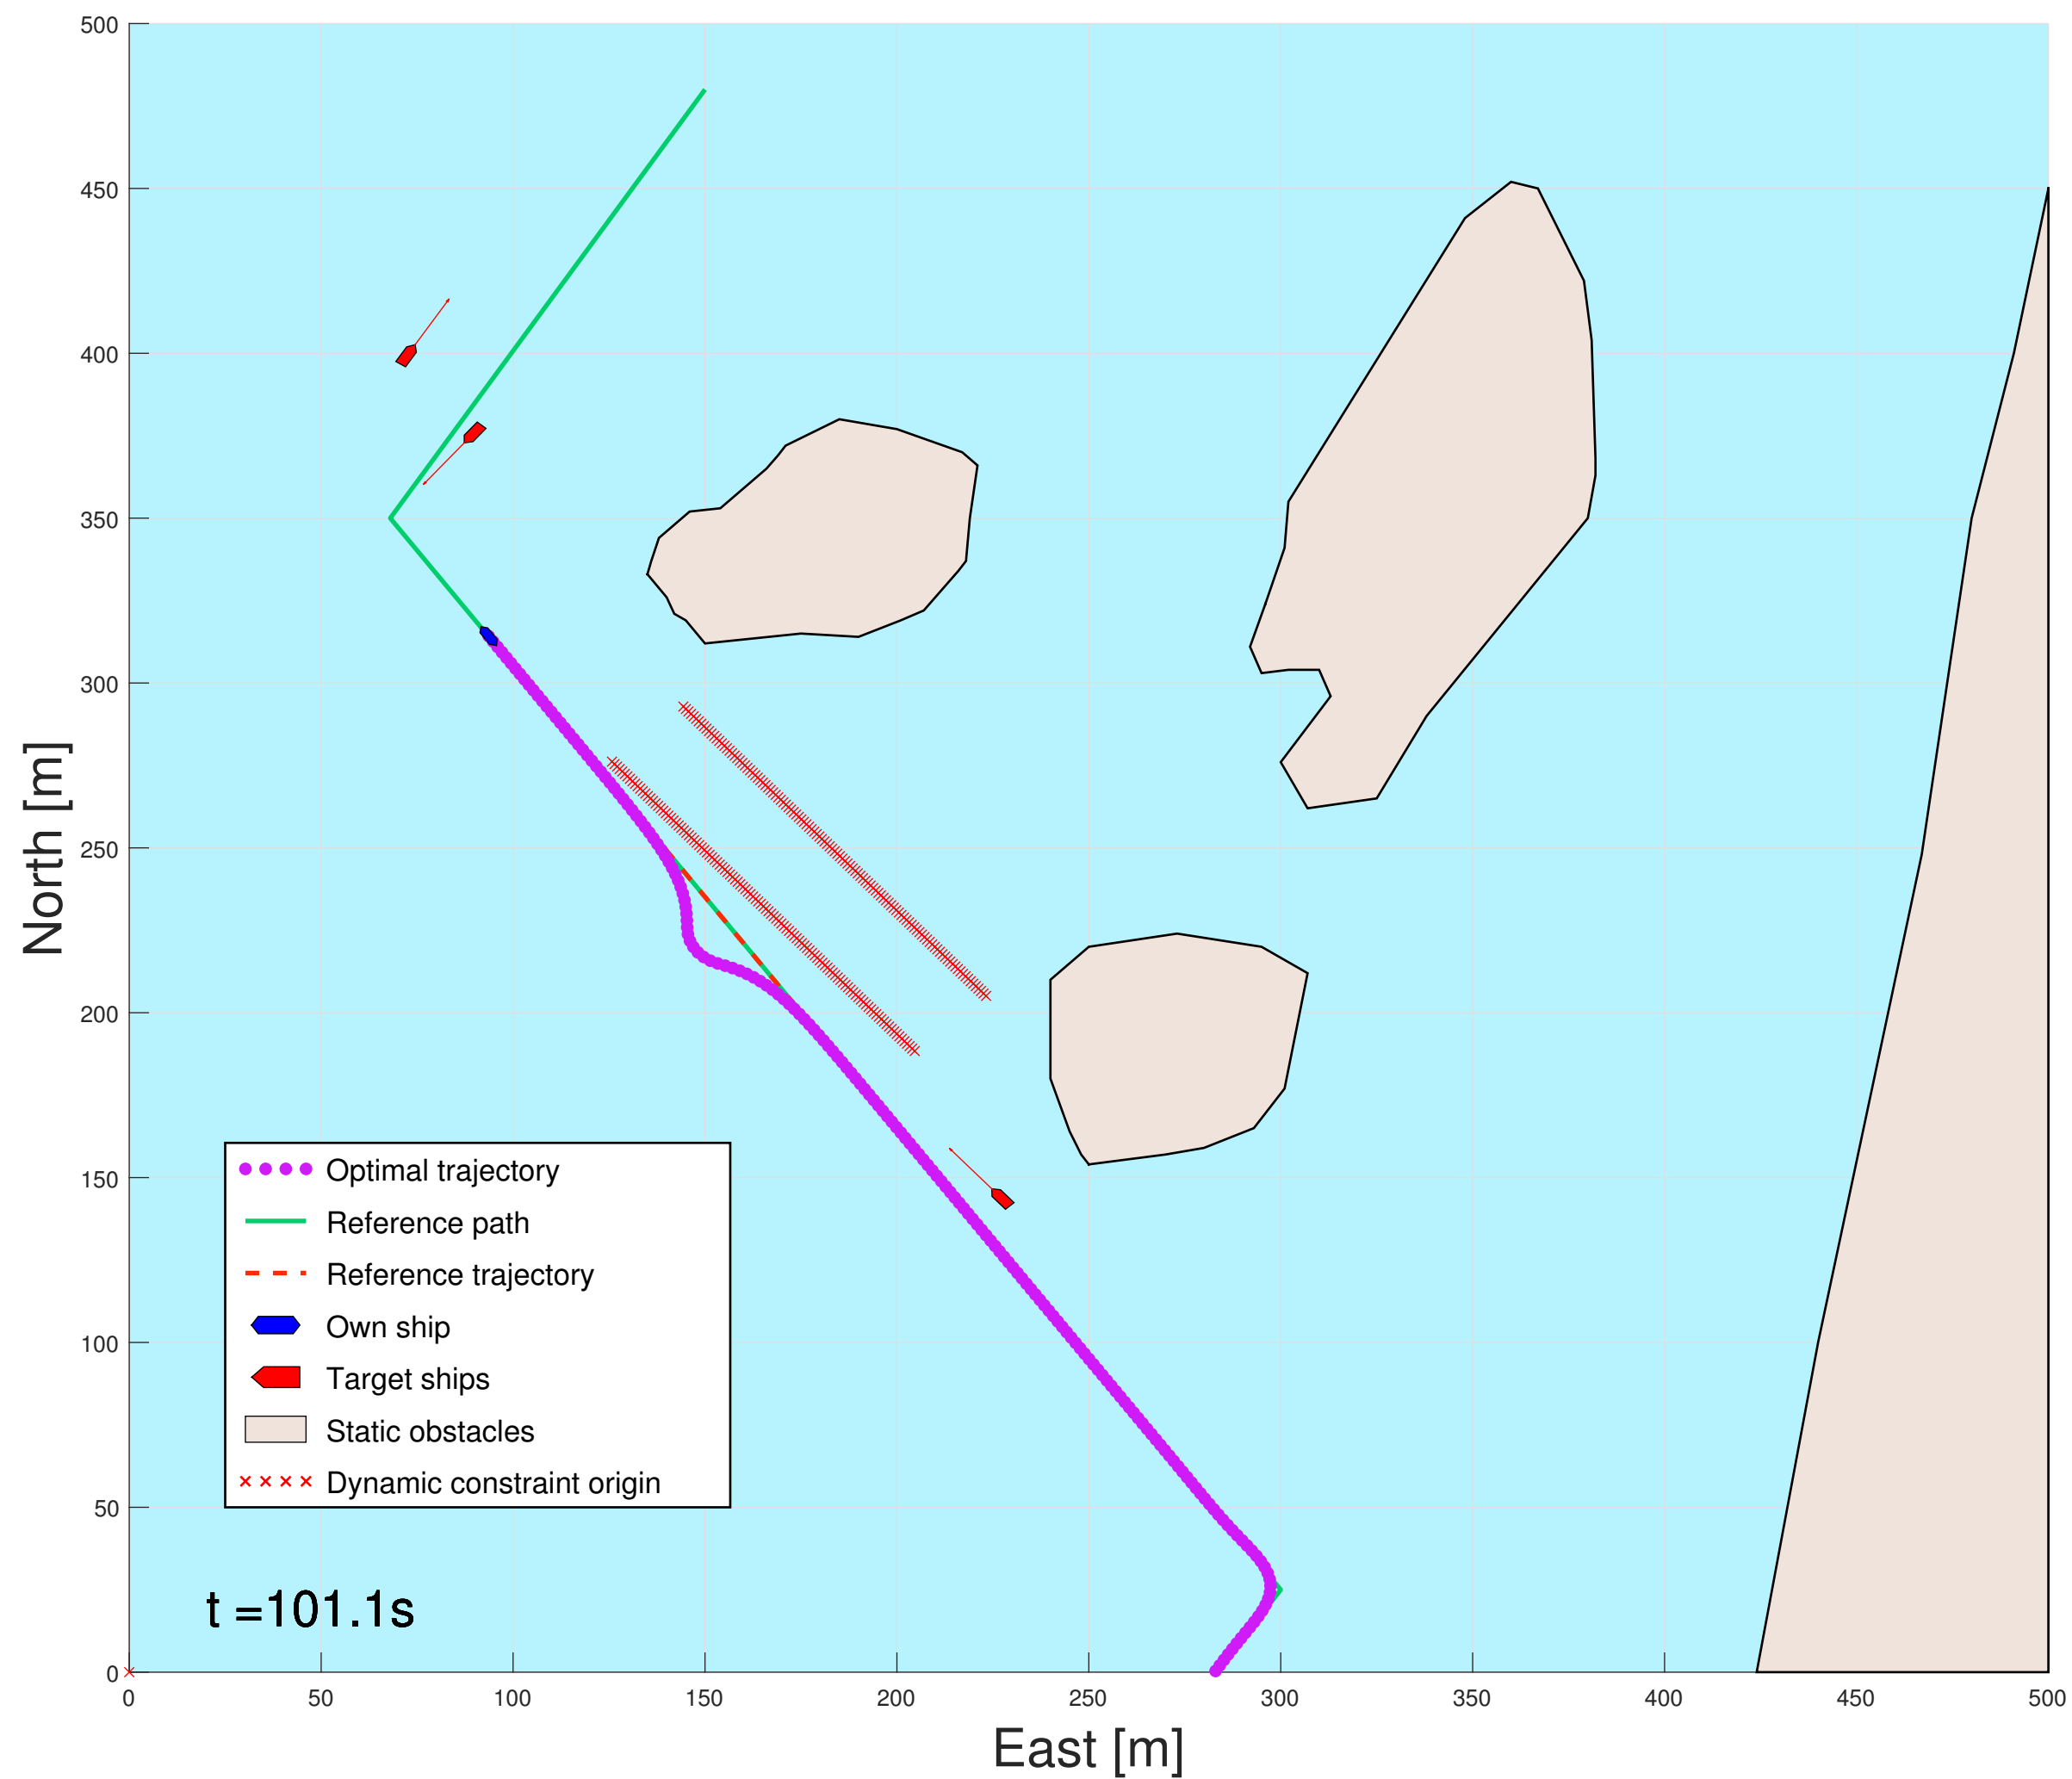 500
450
400
350
300
250
200
150
100
50
0
North [m]
Optimal trajectory
Reference path
Reference trajectory
Own ship
Target ships
Static obstacles
Dynamic constraint origin
t =101.1s
0 50 100 150 200 250 300 350 400 450 500
East [m]